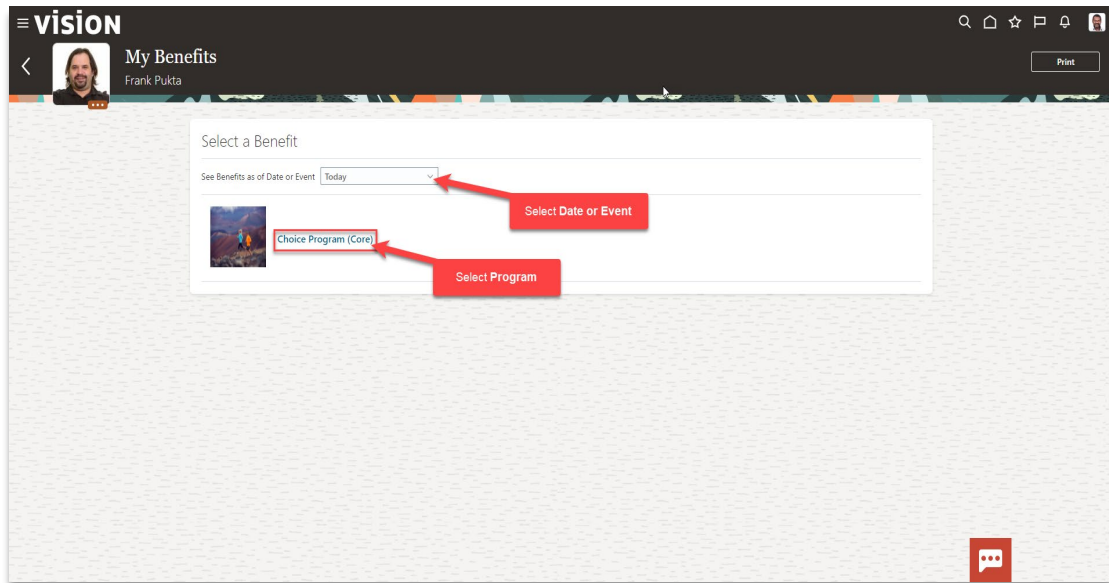 vision
My Benefits
Frank Pukta
Print
Select a Benefit
See Benefits as of Date or Event Today
Select Date or Event
Choice Program (Core)
Select Program